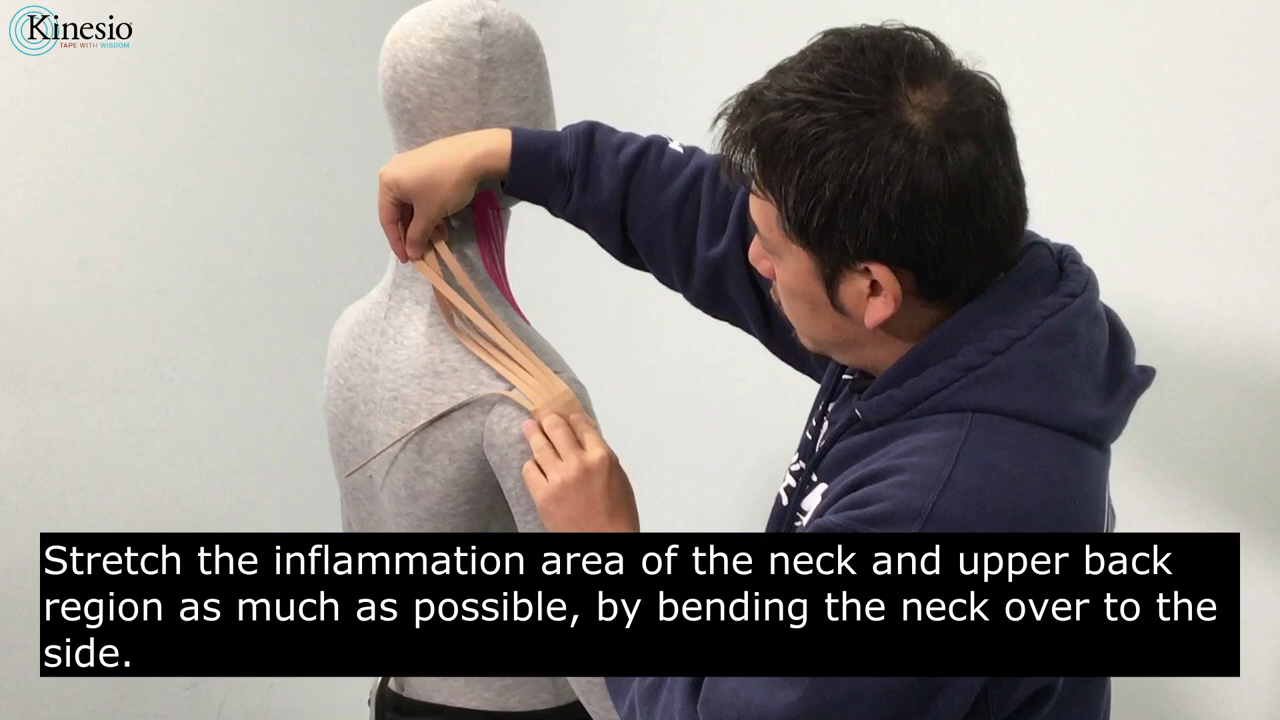 Kinesio
TAPE WITH WISDOM
Stretch the inflammation area of the neck and upper back
region as much as possible, by bending the neck over to the
side.